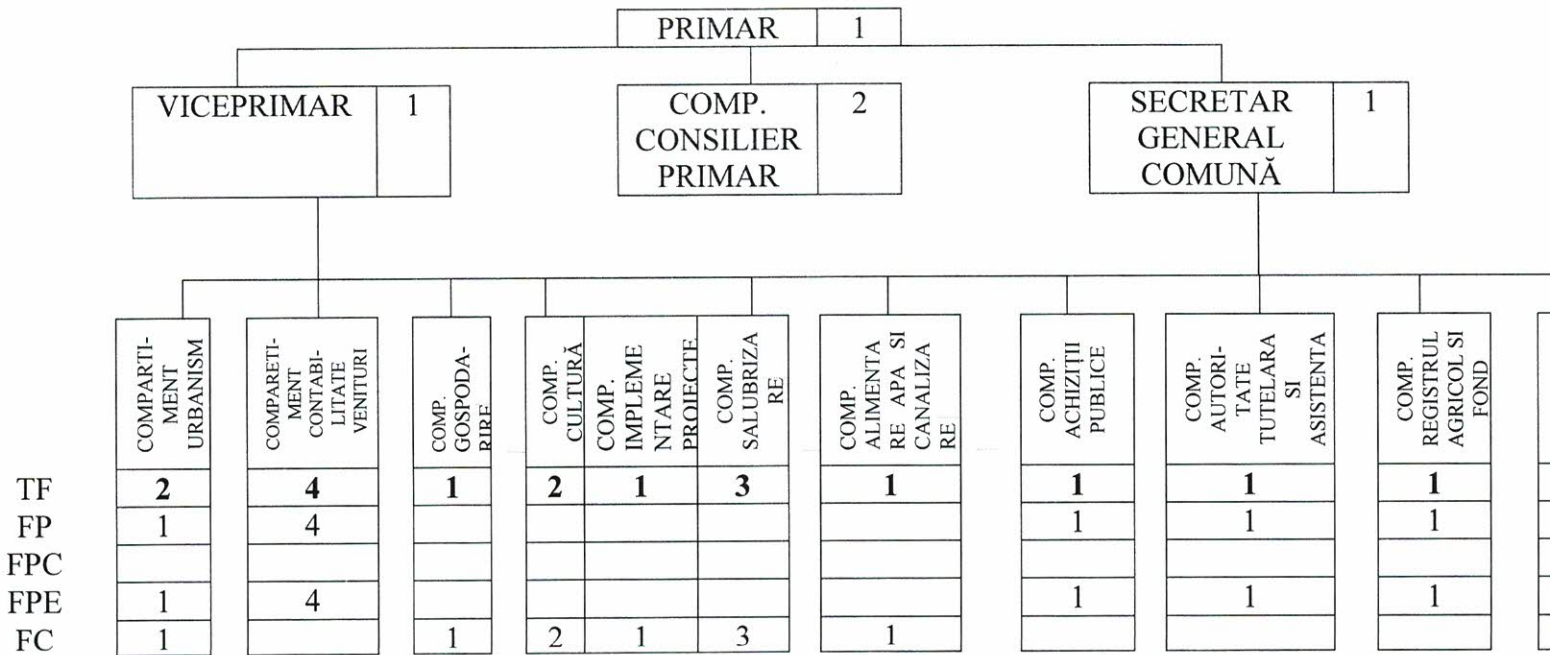 PRIMAR 1
VICEPRIMAR 1
COMP.
CONSILIER
PRIMAR
2
SECRETAR
GENERAL
COMUNĂ
1
COMPARTI-
MENT
URBANISM
COMPARETI-
MENT
CONTABI-
LITATE
VENITURI
COMP.
GOSPODA-
RIRE
COMP.
CULTURĂ
COMP.
IMPLEME
NTARE
PROIECTE
COMP.
SALUBRIZA
RE
COMP.
ALIMENTA
RE APA SI
CANALIZA
RE
COMP.
ACHIZIȚII
PUBLICE
COMP.
AUTORI-
TATE
TUTELARA
SI
ASISTENTA
COMP.
REGISTRUL
AGRICOL SI
FOND
TF 2 4 1 2 1 3 1 1 1 1
FP 1 4 1 1 1
FPC
FPE 1 4 1 1 1
FC 1 1 2 1 3 1